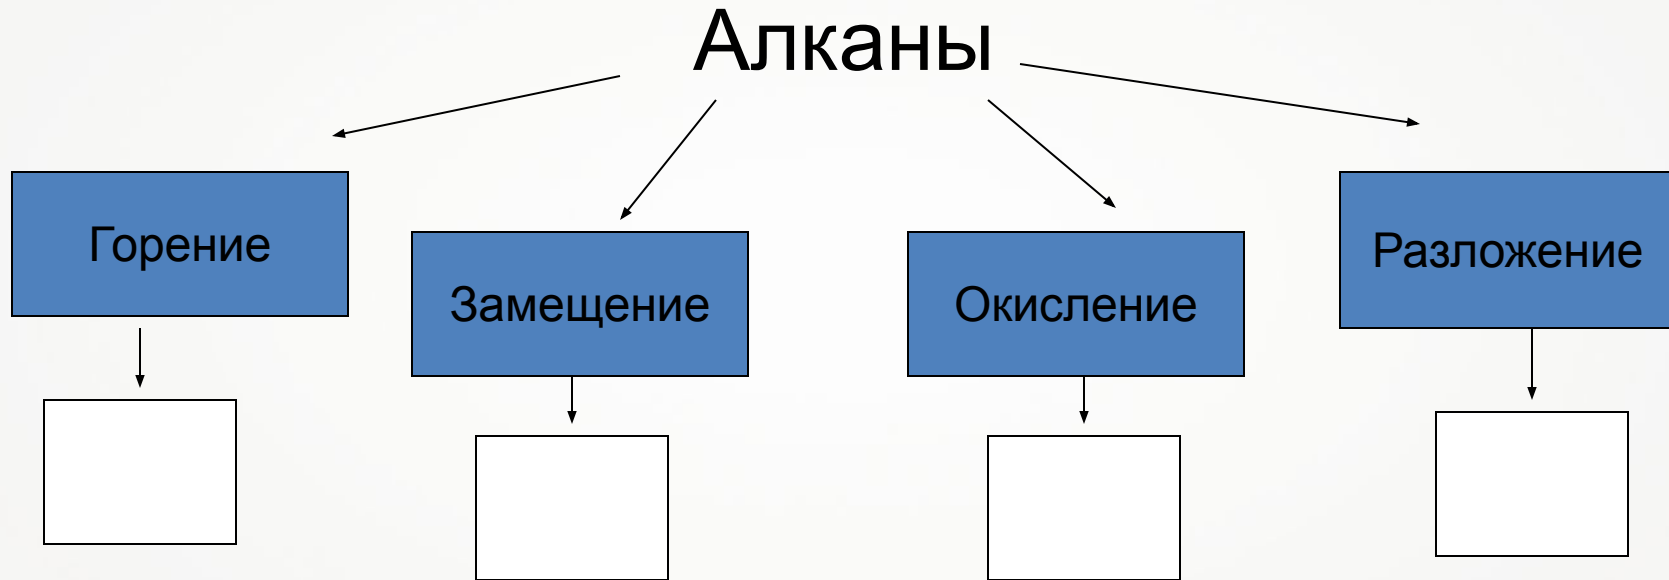 Алканы
Горение
Замещение
Окисление
Разложение